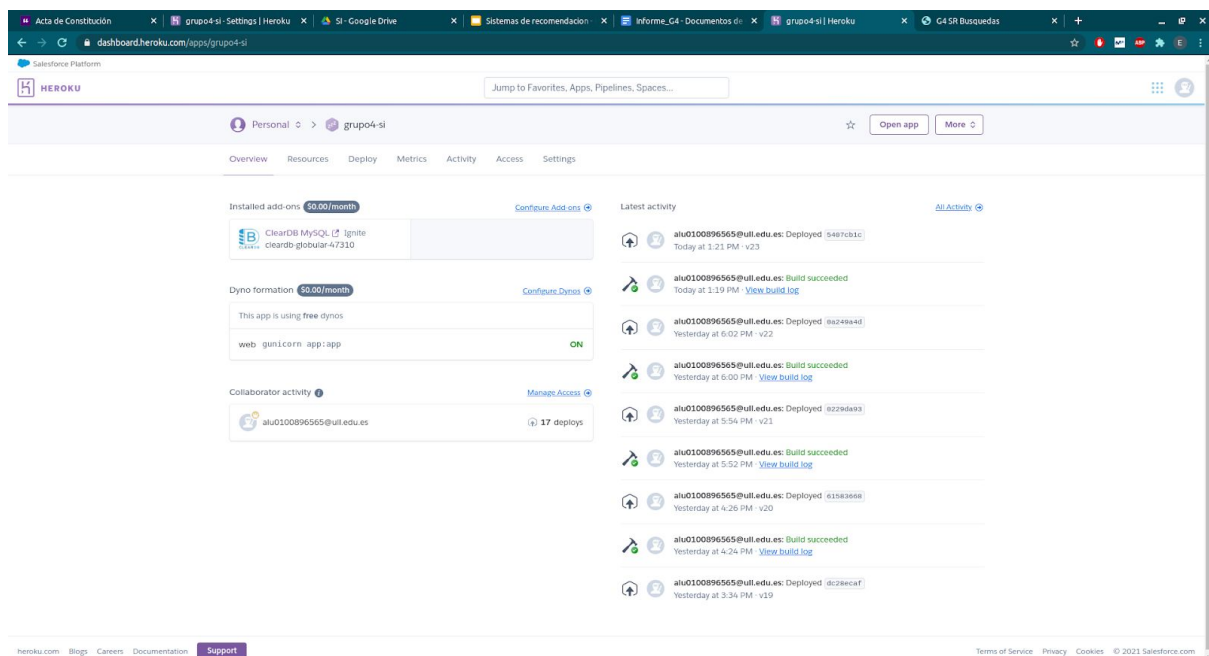 Acta de Constitución
grupo4-si - Settings | Heroku
SI - Google Drive
Sistemas de recomendacion -
Informe_G4 - Documentos de
grupo4-si | Heroku
G4 SR Busquedas
dashboard.heroku.com/apps/grupo4-si
ABP
E
Salesforce Platform
HEROKU
Jump to Favorites, Apps, Pipelines, Spaces...
Personal > grupo4-si
Open app
More
Overview Resources Deploy Metrics Activity Access Settings
Installed add-ons $0.00/month
Configure Add-ons
ClearDB MySQL Ignite
cleardb-globular-47310
Dyno formation $0.00/month
Configure Dynos
This app is using free dynos
web gunicorn app:app ON
Collaborator activity
Manage Access
alu0100896565@ull.edu.es 17 deploys
Latest activity
All Activity
alu0100896565@ull.edu.es: Deployed 5407cb1c
Today at 1:21 PM · v23
alu0100896565@ull.edu.es: Build succeeded
Today at 1:19 PM · View build log
alu0100896565@ull.edu.es: Deployed 0a249a4d
Yesterday at 6:02 PM · v22
alu0100896565@ull.edu.es: Build succeeded
Yesterday at 6:00 PM · View build log
alu0100896565@ull.edu.es: Deployed 0229da93
Yesterday at 5:54 PM · v21
alu0100896565@ull.edu.es: Build succeeded
Yesterday at 5:52 PM · View build log
alu0100896565@ull.edu.es: Deployed 61583668
Yesterday at 4:26 PM · v20
alu0100896565@ull.edu.es: Build succeeded
Yesterday at 4:24 PM · View build log
alu0100896565@ull.edu.es: Deployed dc28ecaf
Yesterday at 3:34 PM · v19
heroku.com Blogs Careers Documentation Support
Terms of Service Privacy Cookies © 2021 Salesforce.com